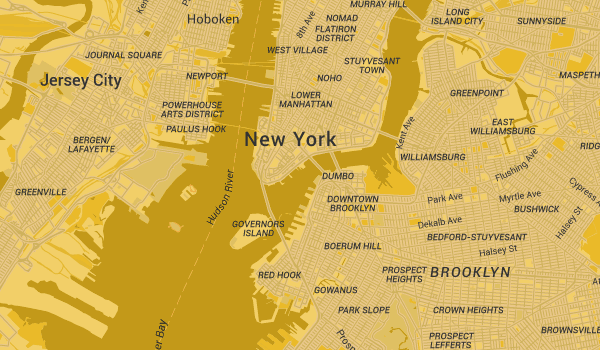 MURRAY HILL
Hoboken
8th Ave
NOMAD
FLATIRON
DISTRICT
LONG
ISLAND CITY
SUNNYSIDE
JOURNAL SQUARE
WEST VILLAGE
STUYVESANT
TOWN
Jersey City
NEWPORT
NOHO
MASPETH
LOWER
MANHATTAN
GREENPOINT
POWERHOUSE
ARTS DISTRICT
PAULUS HOOK
EAST
WILLIAMSBURG
Kent Ave
New York
BERGEN/
LAFAYETTE
WILLIAMSBURG
Flushing Ave
DUMBO
GREENVILLE
Hudson River
DOWNTOWN
BROOKLYN
Park Ave
Myrtle Ave
BUSHWICK
Halsey St
GOVERNORS
ISLAND
Dekalb Ave
BEDFORD-STUYVESANT
BOERUM HILL
Halsey St
RED HOOK
PROSPECT
HEIGHTS
BROOKLYN
GOWANUS
PARK SLOPE
CROWN HEIGHTS
BROWNSVILLE
PROSPECT
LEFFERTS
er Bay